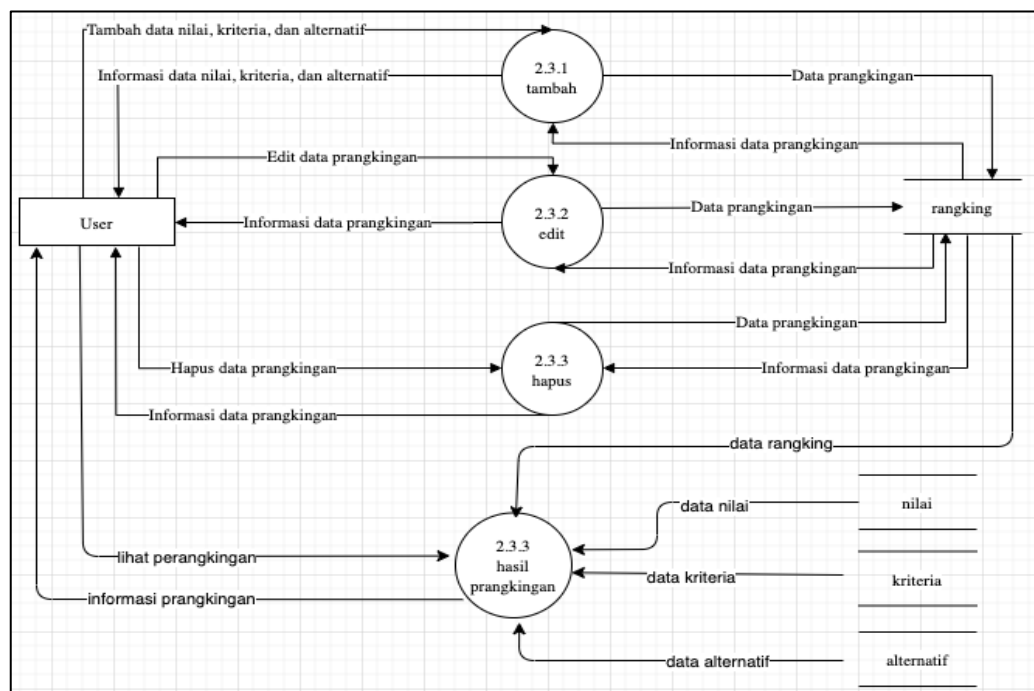 Tambah data nilai, kriteria, dan alternatif
2.3.1
tambah
Informasi data nilai, kriteria, dan alternatif
Data prangkingan
Informasi data prangkingan
Edit data prangkingan
User
Informasi data prangkingan
2.3.2
edit
Data prangkingan
rangking
Informasi data prangkingan
Data prangkingan
2.3.3
hapus
Hapus data prangkingan
Informasi data prangkingan
Informasi data prangkingan
data rangking
data nilai
nilai
2.3.3
hasil
prangkingan
lihat perangkingan
data kriteria
kriteria
informasi prangkingan
data alternatif
alternatif